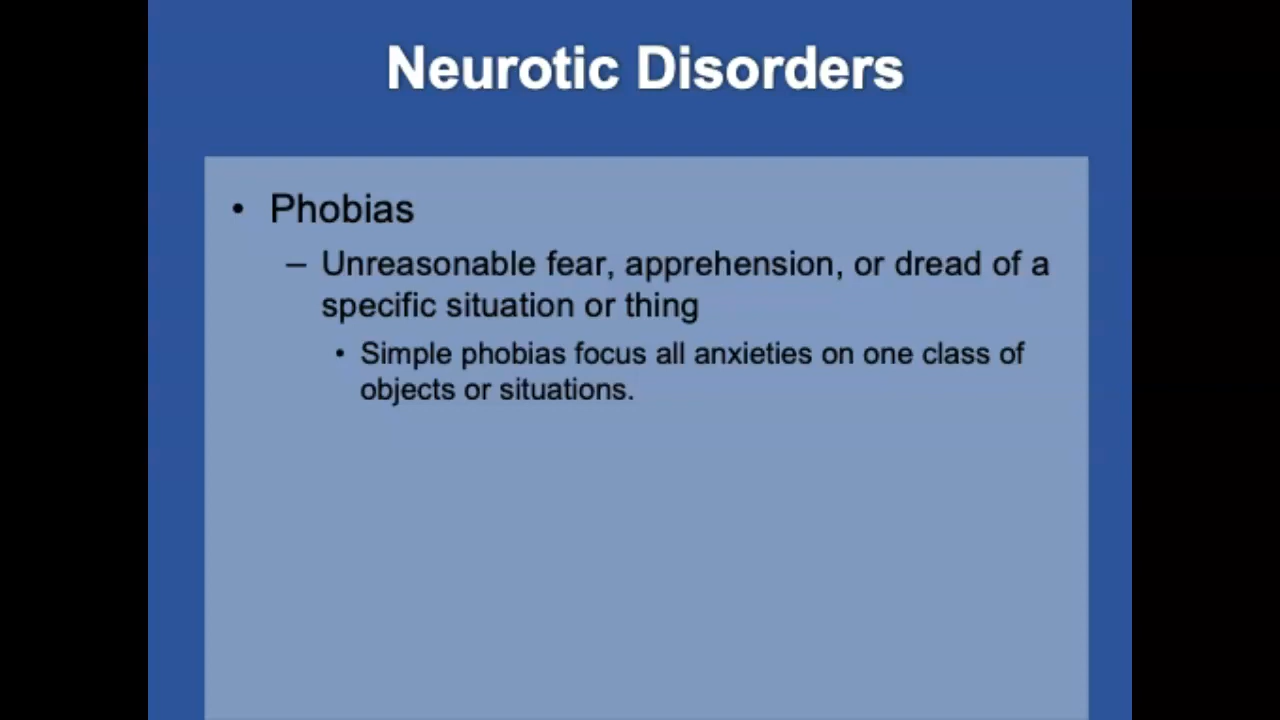 Neurotic Disorders
• Phobias
– Unreasonable fear, apprehension, or dread of a
specific situation or thing
• Simple phobias focus all anxieties on one class of
objects or situations.